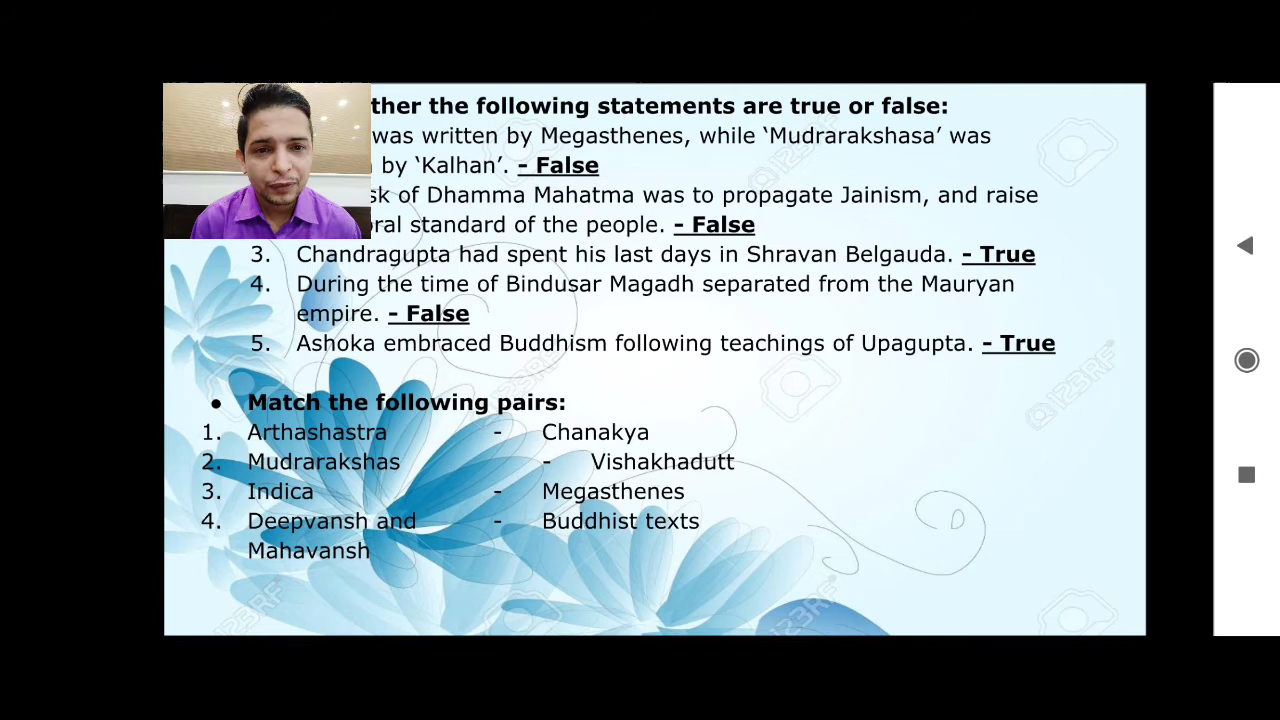 ther the following statements are true or false:
was written by Megasthenes, while ‘Mudrarakshasa’ was
by ‘Kalhan’. - False
sk of Dhamma Mahatma was to propagate Jainism, and raise
oral standard of the people. - False
3. Chandragupta had spent his last days in Shravan Belgauda. - True
4. During the time of Bindusar Magadh separated from the Mauryan
empire. - False
5. Ashoka embraced Buddhism following teachings of Upagupta. - True
● Match the following pairs:
1. Arthashastra - Chanakya
2. Mudrarakshas - Vishakhadutt
3. Indica - Megasthenes
4. Deepvansh and - Buddhist texts
Mahavansh